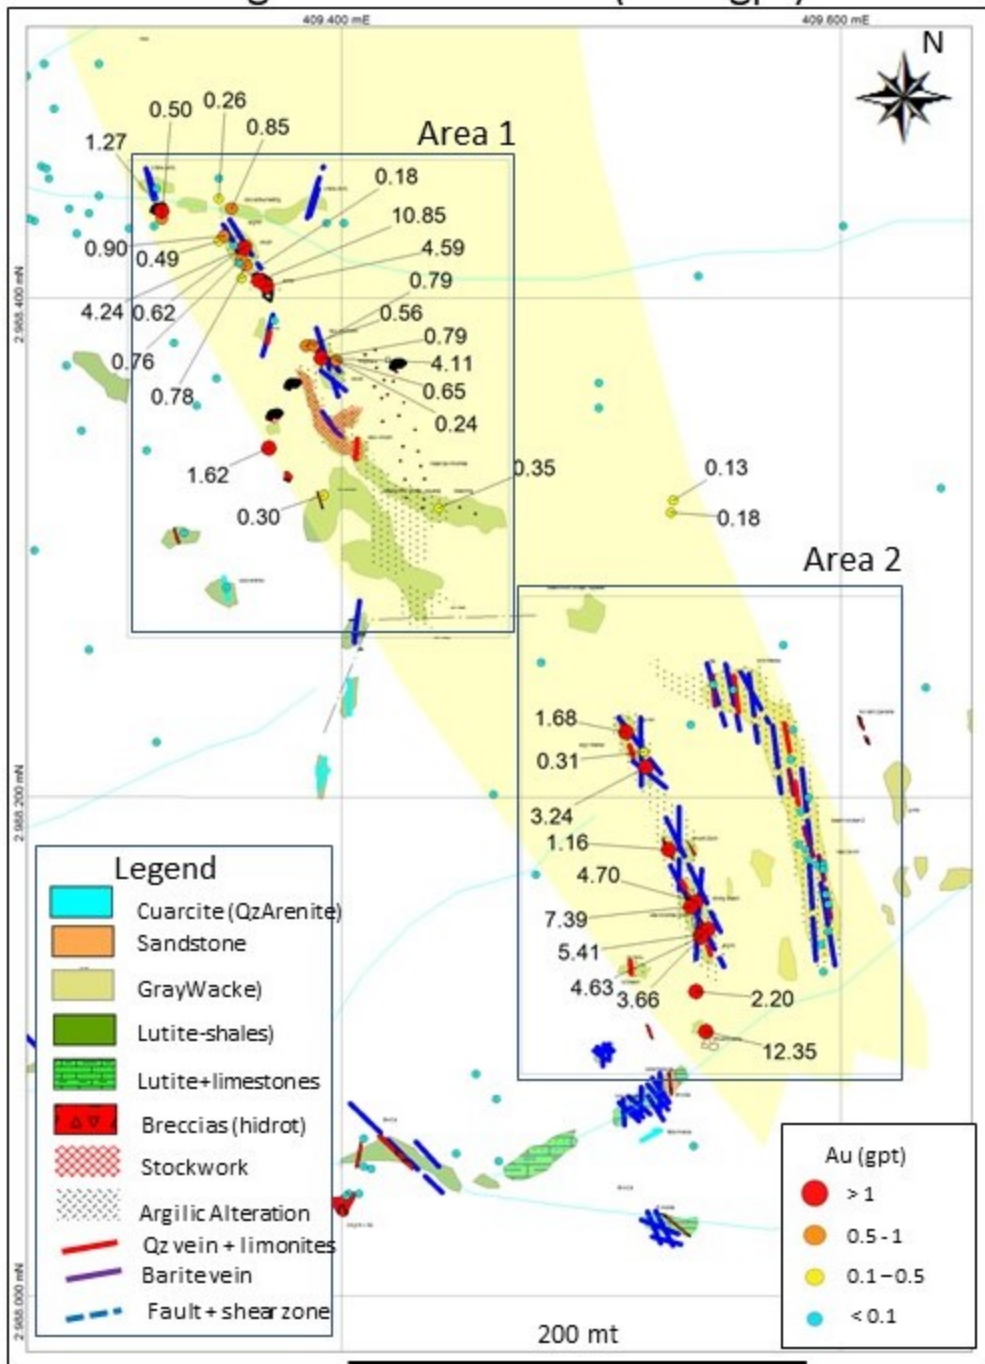 409.400 mE
409.600 mE
N
0.26
0.50
0.85
Area 1
1.27
0.18
10.85
0.90
0.49
4.59
0.79
4.24
0.62
0.56
0.79
0.76
4.11
0.78
0.65
0.24
1.62
0.35
0.13
0.30
0.18
Area 2
2.988.400 mN
1.68
0.31
2.988.200 mN
3.24
1.16
4.70
7.39
5.41
4.63
3.66
2.20
12.35
Legend
Cuarcite (QzArenite)
Sandstone
GrayWacke)
Lutite-shales)
Lutite+limestones
Breccias (hidrot)
Stockwork
Argilic Alteration
Qz vein + limonites
Barite vein
Fault + shear zone
2.988.000 mN
Au (gpt)
> 1
0.5 - 1
0.1 – 0.5
< 0.1
200 mt